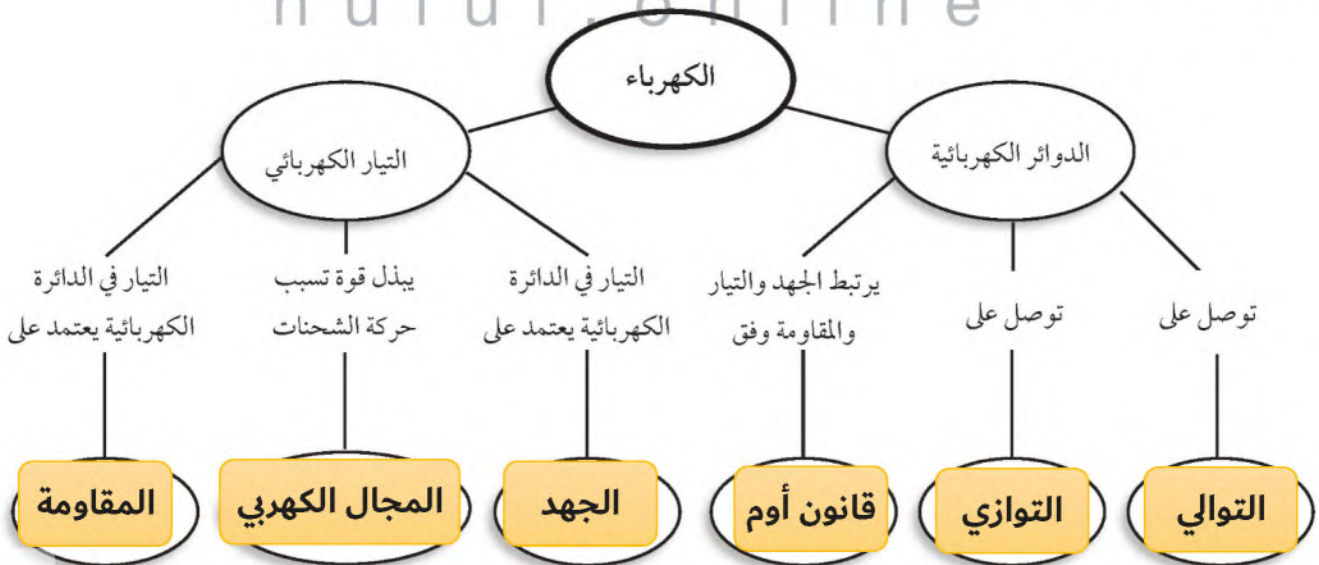 hulul.online
الكهرباء
الدوائر الكهربائية
التيار الكهربائي
توصل على
توصل على
يرتبط الجهد والتيار
والمقاومة وفق
التيار في الدائرة
الكهربائية يعتمد على
يبذل قوة تسبب
حركة الشحنات
التيار في الدائرة
الكهربائية يعتمد على
التوالي
التوازي
قانون أوم
الجهد
المجال الكهربي
المقاومة